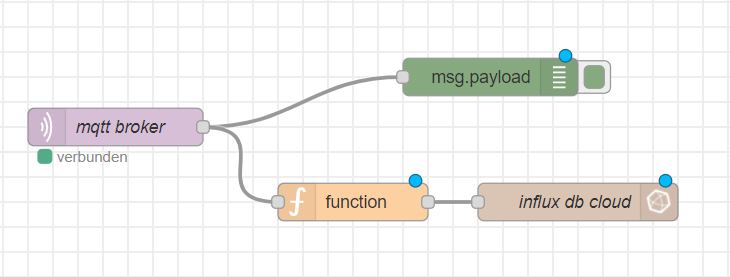 msg.payload
mqtt broker
verbunden
function
influx db cloud